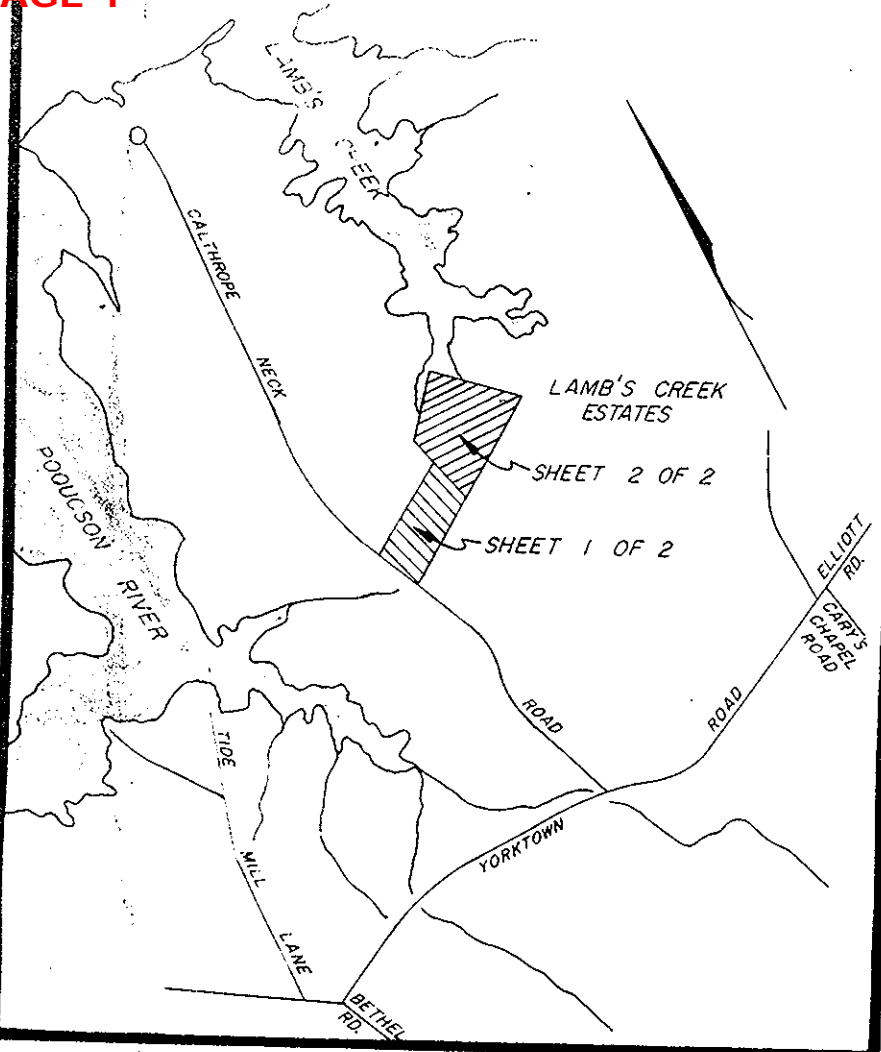 AGE 1
LAMB'S
CREEK
CALTHROPE
NECK
LAMB'S CREEK
ESTATES
SHEET 2 OF 2
SHEET 1 OF 2
POQUCSON
RIVER
ELLIOTT
RD.
CARY'S
CHAPEL
ROAD
ROAD
ROAD
TIDE
MILL
LANE
YORKTOWN
BETHEL
RD.